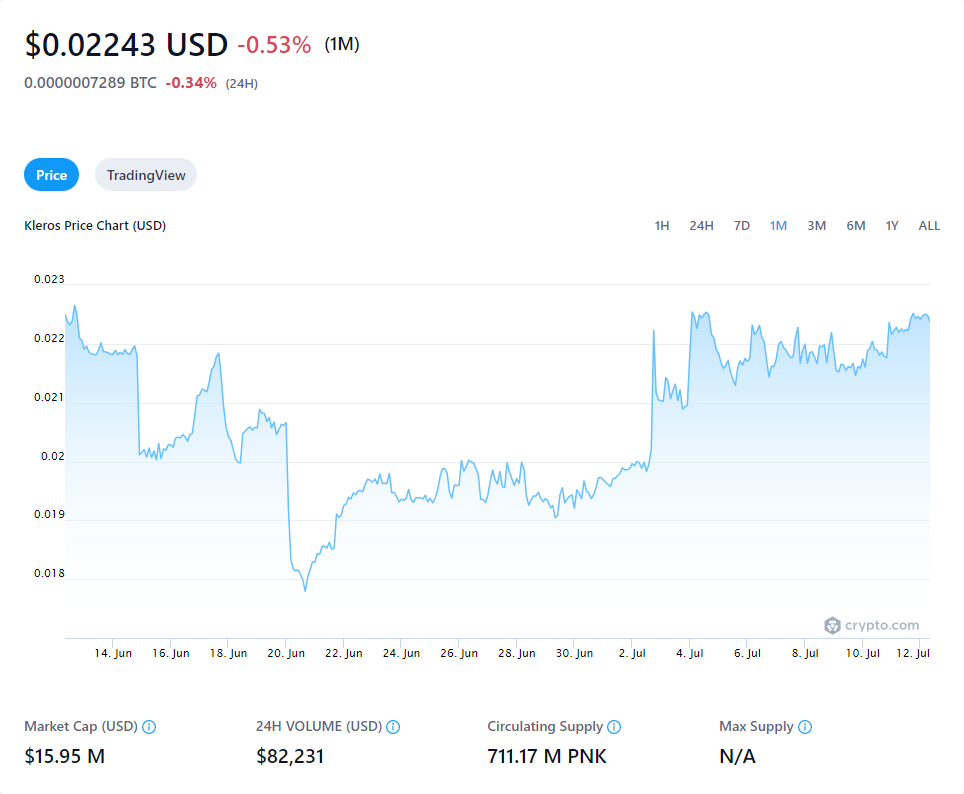 $0.02243 USD -0.53% (1M)
0.0000007289 BTC -0.34% (24H)
Price TradingView
Kleros Price Chart (USD) 1H 24H 7D 1M 3M 6M 1Y ALL
0.023
0.022
0.021
0.02
0.019
0.018
crypto.com
14. Jun 16. Jun 18. Jun 20. Jun 22. Jun 24. Jun 26. Jun 28. Jun 30. Jun 2. Jul 4. Jul 6. Jul 8. Jul 10. Jul 12. Jul
Market Cap (USD) 24H VOLUME (USD) Circulating Supply Max Supply
$15.95 M $82,231 711.17 M PNK N/A